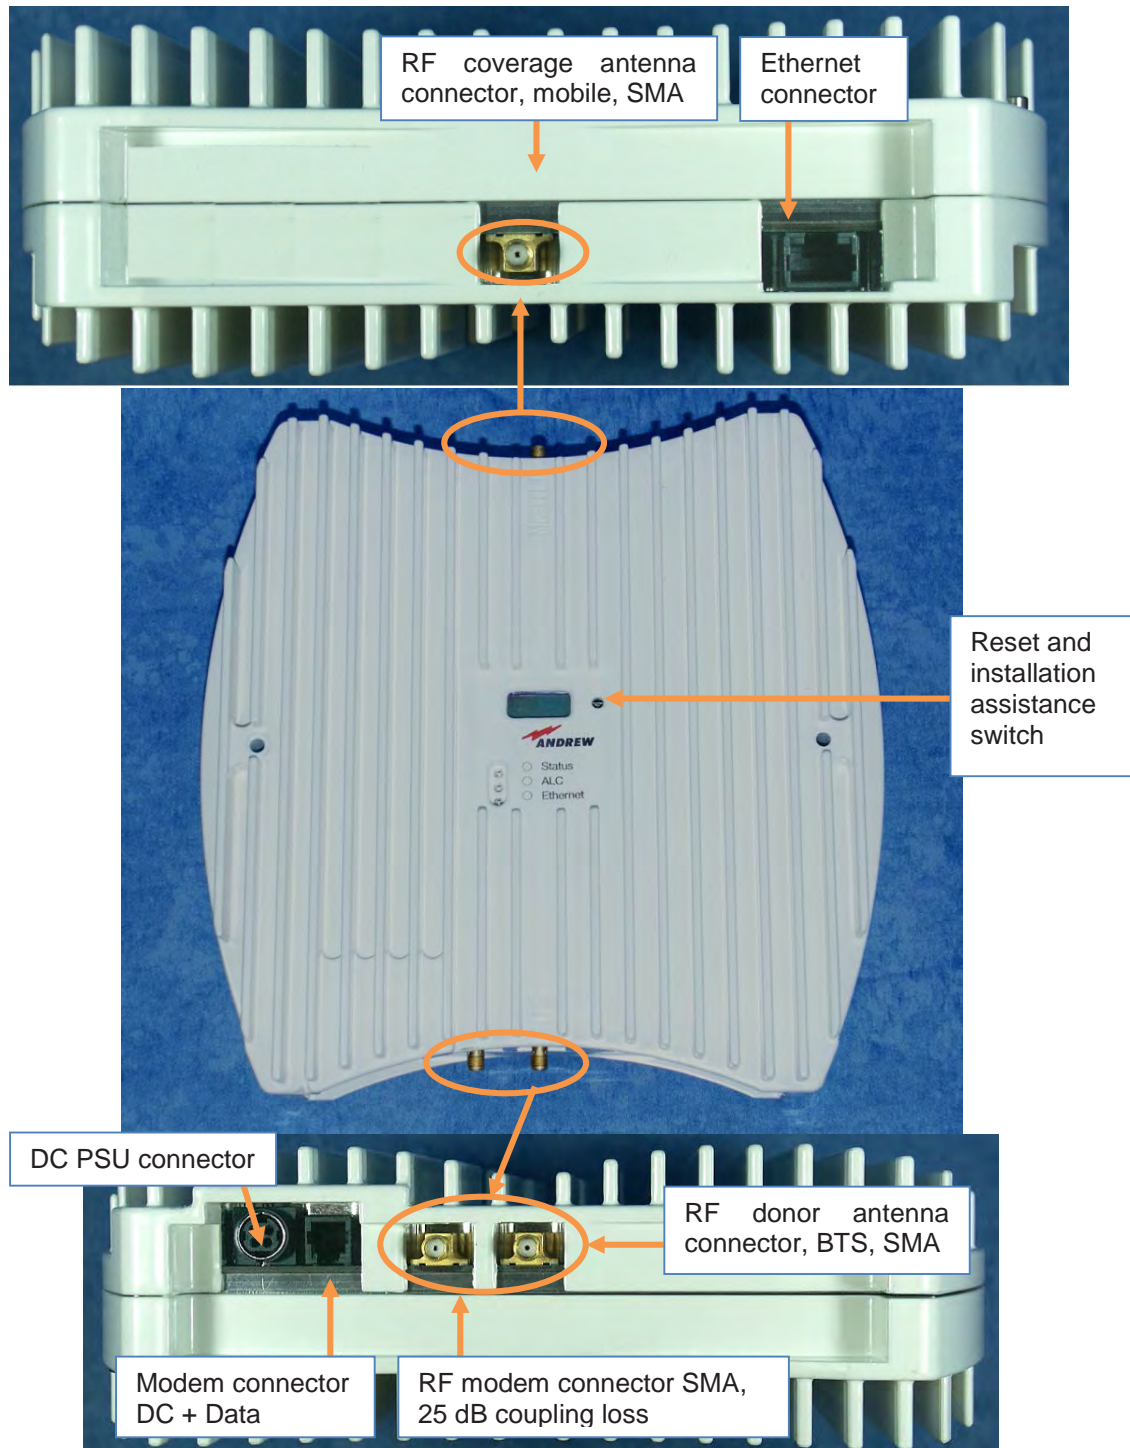 RF coverage antenna
connector, mobile, SMA
Ethernet
connector
Reset and
installation
assistance
switch
ANDREW
Status
ALC
Ethernet
DC PSU connector
RF donor antenna
connector, BTS, SMA
Modem connector
DC + Data
RF modem connector SMA,
25 dB coupling loss